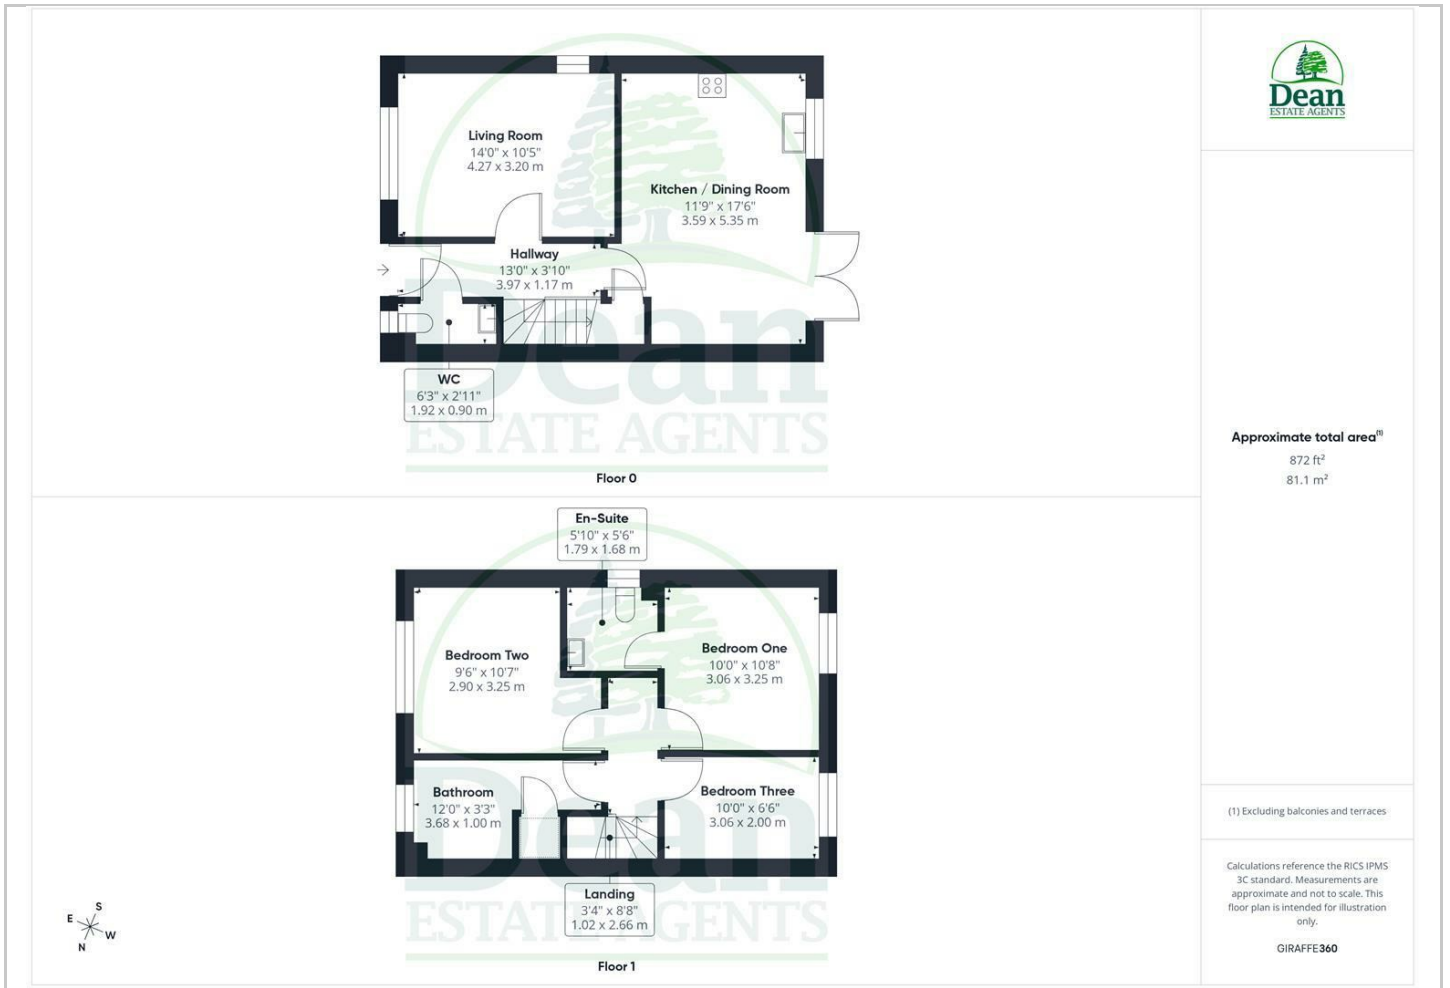 Living Room
14'0" x 10'5"
4.27 x 3.20 m
Kitchen / Dining Room
11'9" x 17'6"
3.59 x 5.35 m
Hallway
13'0" x 3'10"
3.97 x 1.17 m
WC
6'3" x 2'11"
1.92 x 0.90 m
Dean
ESTATE AGENTS
Floor 0
En-Suite
5'10" x 5'6"
1.79 x 1.68 m
Bedroom Two
9'6" x 10'7"
2.90 x 3.25 m
Bedroom One
10'0" x 10'8"
3.06 x 3.25 m
Bathroom
12'0" x 3'3"
3.68 x 1.00 m
Bedroom Three
10'0" x 6'6"
3.06 x 2.00 m
Landing
3'4" x 8'8"
1.02 x 2.66 m
Dean
ESTATE AGENTS
Floor 1
S
E
W
N
Dean
ESTATE AGENTS
Approximate total area(1)
872 ft²
81.1 m²
(1) Excluding balconies and terraces
Calculations reference the RICS IPMS
3C standard. Measurements are
approximate and not to scale. This
floor plan is intended for illustration
only.
GIRAFFE360